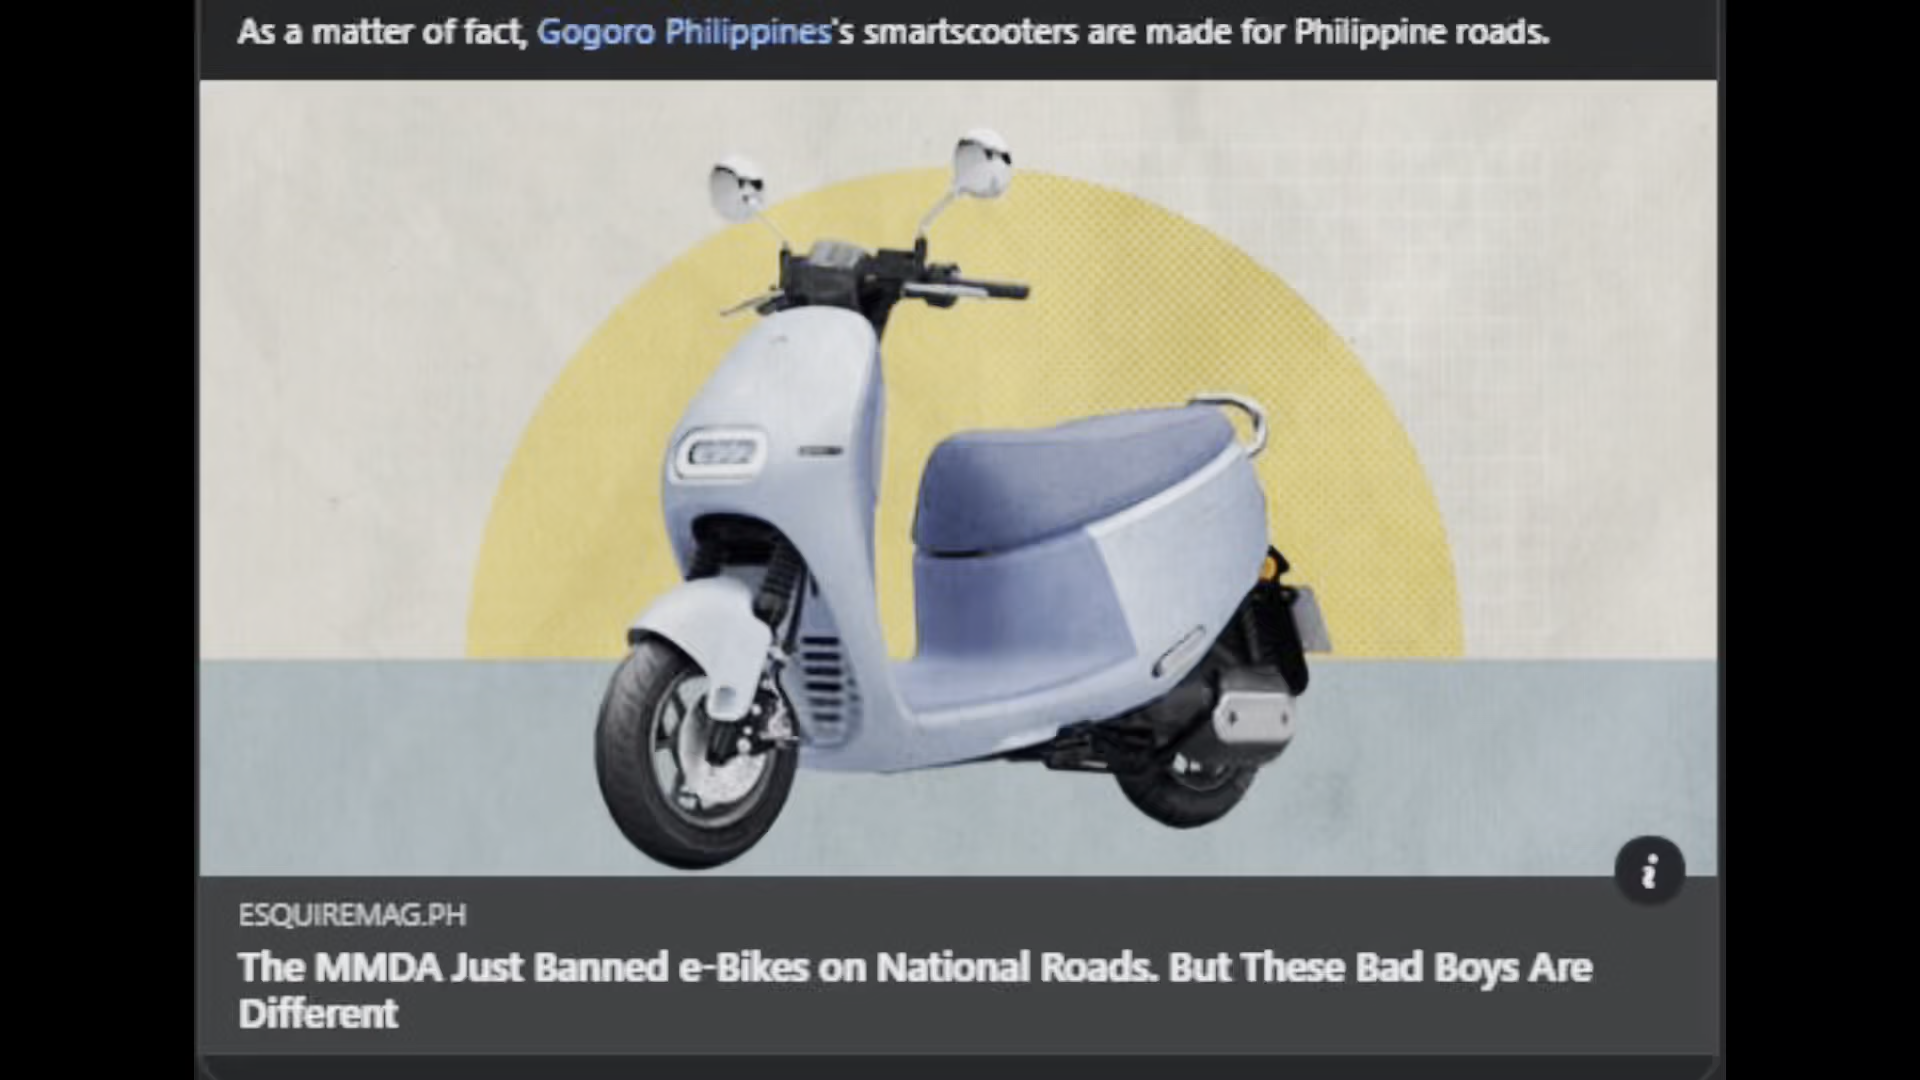 As a matter of fact, Gogoro Philippines's smartscooters are made for Philippine roads.
ESQUIREMAG.PH
The MMDA Just Banned e-Bikes on National Roads. But These Bad Boys Are
Different